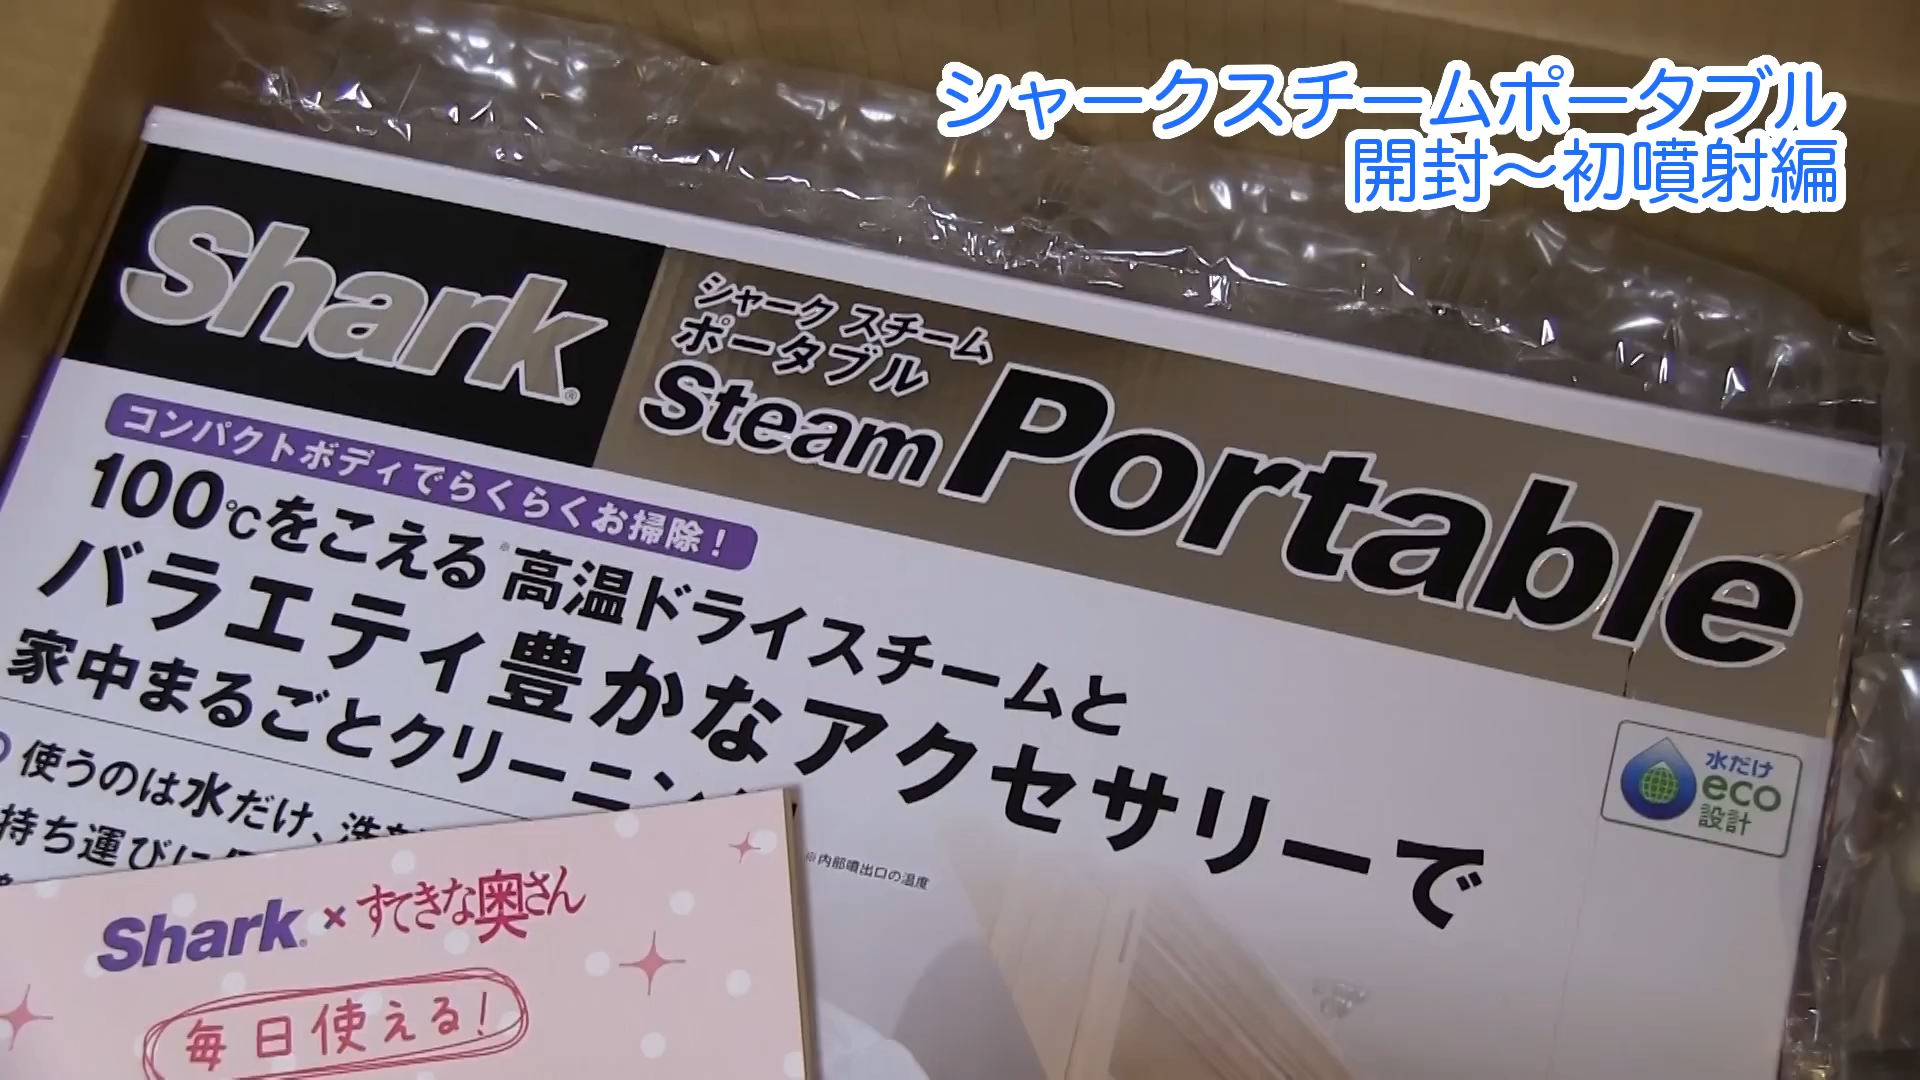 シャークスチームポータブル
開封～初噴射編
Shark®
シャーク スチーム
ポータブル
Steam Portable
コンパクトボディでらくらくお掃除！
100℃をこえる※高温ドライスチームと
バラエティ豊かなアクセサリーで
家中まるごとクリーニン
使うのは水だけ、洗
持ち運びに
※内部噴出口の温度
水だけ
eco
設計
Shark® × すてきな奥さん
毎日使える！